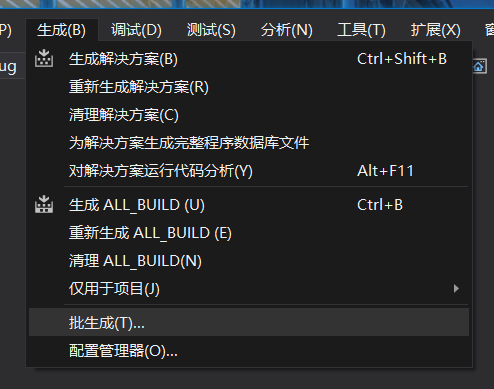 P) 生成(B) 调试(D) 测试(S) 分析(N) 工具(T) 扩展(X)
ug
生成解决方案(B) Ctrl+Shift+B
重新生成解决方案(R)
清理解决方案(C)
为解决方案生成完整程序数据库文件
对解决方案运行代码分析(Y) Alt+F11
生成 ALL_BUILD (U) Ctrl+B
重新生成 ALL_BUILD (E)
清理 ALL_BUILD(N)
仅用于项目(J)
批生成(T)...
配置管理器(O)...